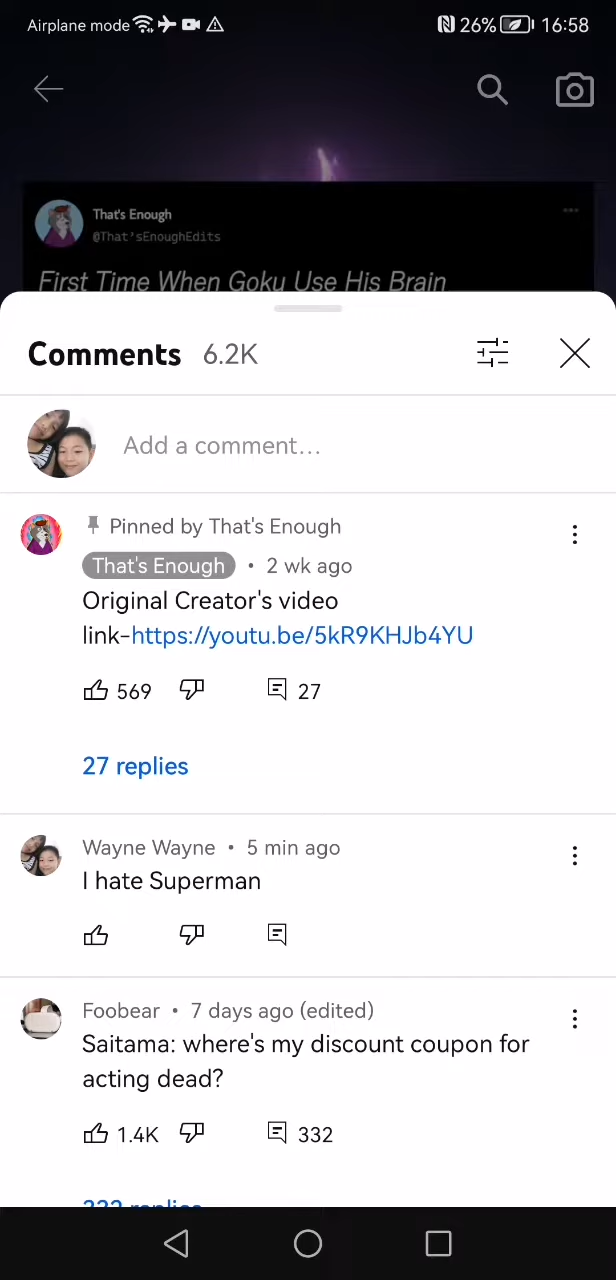 Airplane mode 26% 16:58
That's Enough
@That'sEnoughEdits
First Time When Goku Use His Brain
Comments 6.2K
Add a comment...
Pinned by That's Enough
That's Enough • 2 wk ago
Original Creator's video
link-https://youtu.be/5kR9KHJb4YU
569 27
27 replies
Wayne Wayne • 5 min ago
I hate Superman
Foobear • 7 days ago (edited)
Saitama: where's my discount coupon for
acting dead?
1.4K 332
332 replies